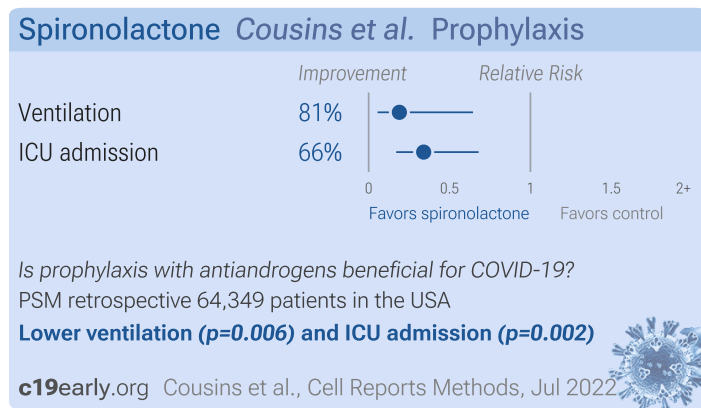 Spironolactone Cousins et al. Prophylaxis
Improvement Relative Risk
Ventilation 81%
ICU admission 66%
0 0.5 1 1.5 2+
Favors spironolactone Favors control
Is prophylaxis with antiandrogens beneficial for COVID-19?
PSM retrospective 64,349 patients in the USA
Lower ventilation (p=0.006) and ICU admission (p=0.002)
c19early.org Cousins et al., Cell Reports Methods, Jul 2022